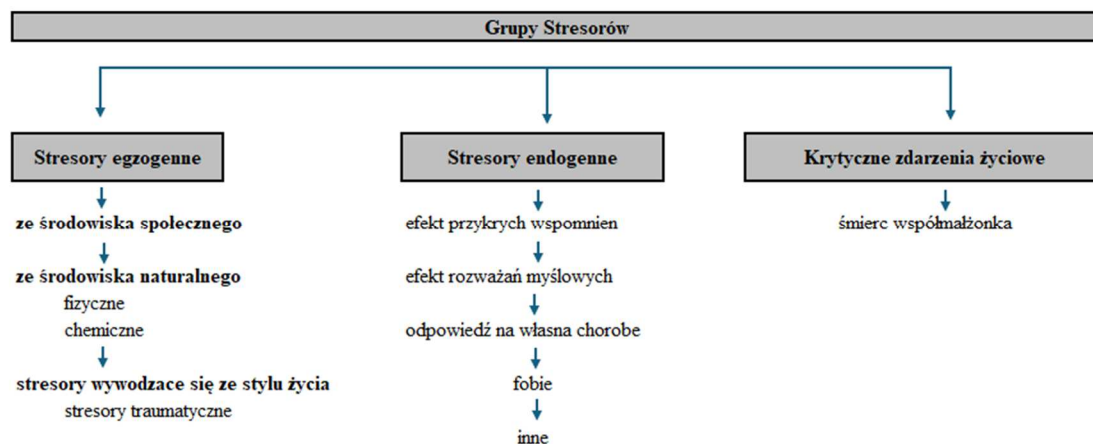 Grupy Stresorów
Stresory egzogenne
ze środowiska społecznego
ze środowiska naturalnego
fizyczne
chemiczne
stresory wywodzace się ze stylu życia
stresory traumatyczne
Stresory endogenne
efekt przykrych wspomnien
efekt rozważań myślowych
odpowiedź na własna chorobe
fobie
inne
Krytyczne zdarzenia życiowe
śmierc współmałżonka